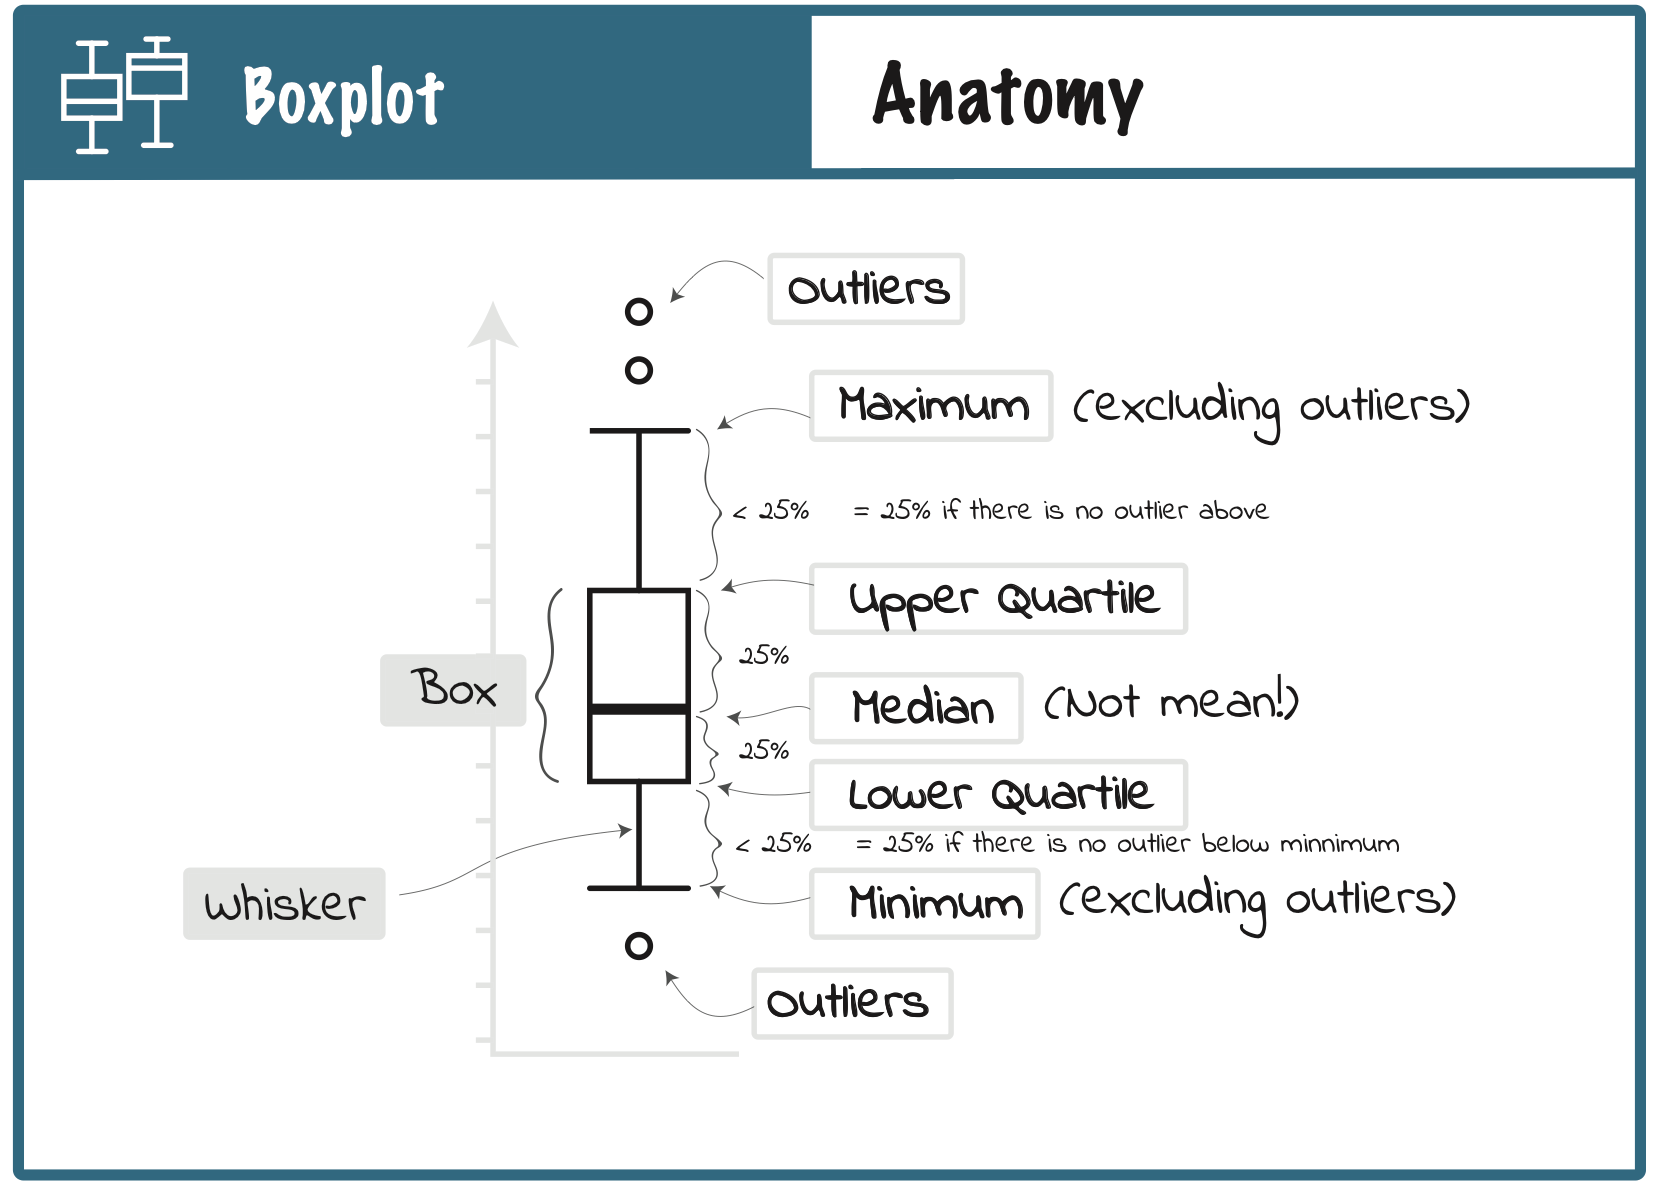 Boxplot
Anatomy
Outliers
Maximum (excluding outliers)
< 25% = 25% if there is no outlier above
Upper Quartile
25%
Box
Median (Not mean!)
25%
Lower Quartile
< 25% = 25% if there is no outlier below minnimum
Whisker
Minimum (excluding outliers)
Outliers